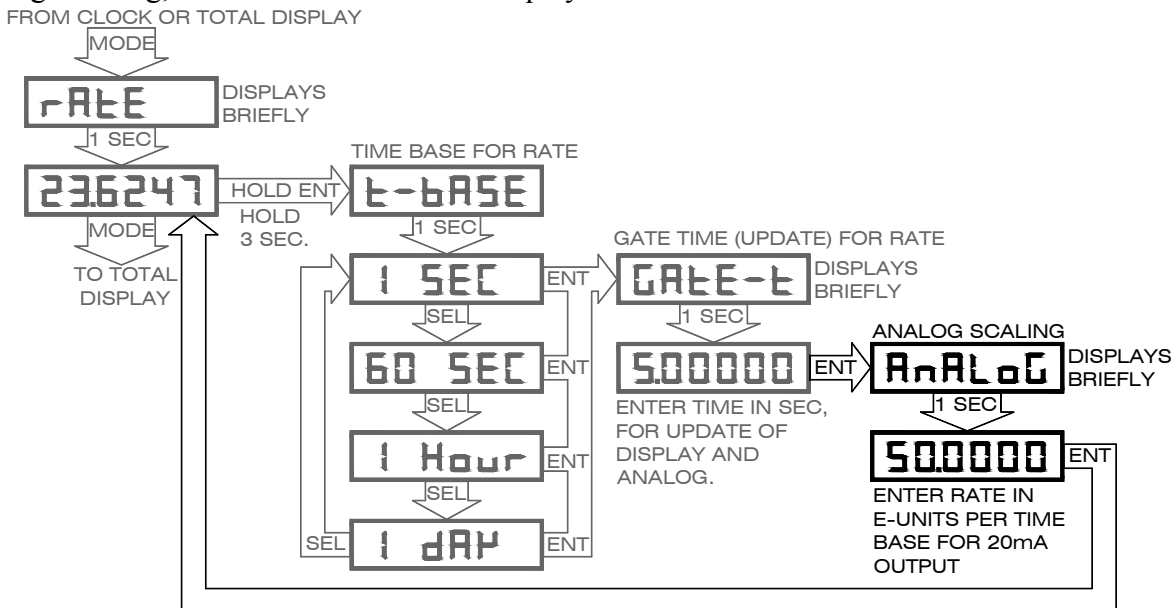 FROM CLOCK OR TOTAL DISPLAY
MODE
rAtE
DISPLAYS
BRIEFLY
1 SEC
23.6247
HOLD ENT
HOLD
3 SEC.
MODE
TO TOTAL
DISPLAY
TIME BASE FOR RATE
t-bASE
1 SEC
1 SEC
ENT
SEL
60 SEC
ENT
SEL
1 Hour
ENT
SEL
1 dAY
SEL
ENT
GATE TIME (UPDATE) FOR RATE
GAtE-t
DISPLAYS
BRIEFLY
1 SEC
5.00000
ENT
ENTER TIME IN SEC,
FOR UPDATE OF
DISPLAY AND
ANALOG.
ANALOG SCALING
AnALoG
DISPLAYS
BRIEFLY
1 SEC
50.0000
ENT
ENTER RATE IN
E-UNITS PER TIME
BASE FOR 20mA
OUTPUT